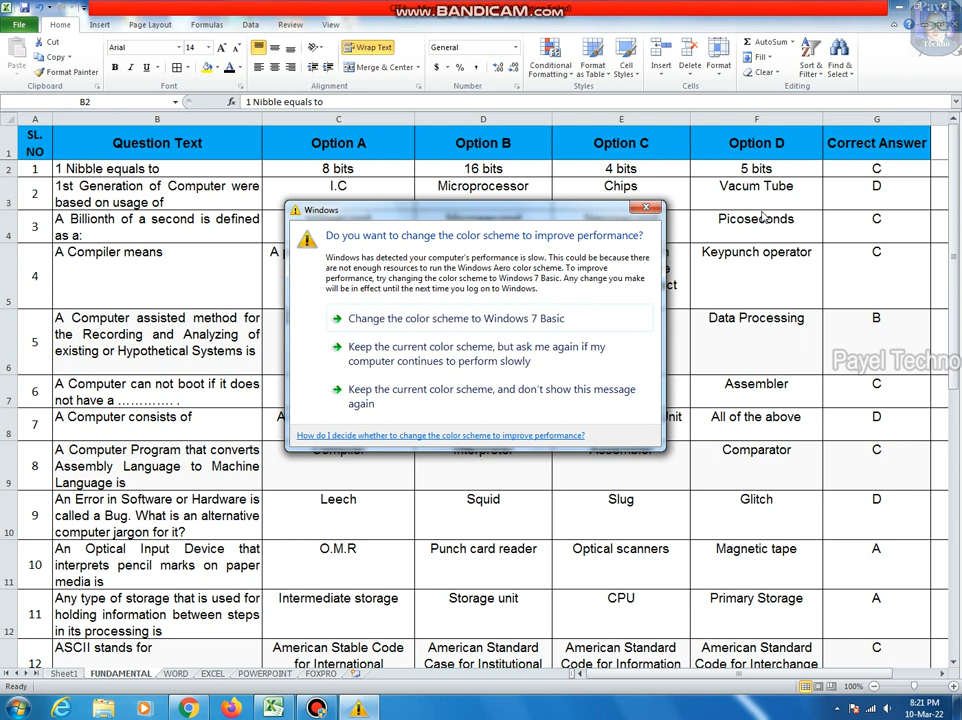 WWW.BANDICAM.COM
Payel
Techno
File Home Insert Page Layout Formulas Data Review View
Paste
Cut
Copy
Format Painter
Clipboard
Arial 14
B I U
Font
Wrap Text
Merge & Center
Alignment
General
$ % ,
Number
Conditional Formatting
Format as Table
Cell Styles
Styles
Insert Delete Format
Cells
AutoSum
Fill
Clear
Sort & Filter
Find & Select
Editing
B2 fx 1 Nibble equals to
A B C D E F G
1 SL. NO Question Text Option A Option B Option C Option D Correct Answer
2 1 1 Nibble equals to 8 bits 16 bits 4 bits 5 bits C
3 2 1st Generation of Computer were based on usage of I.C Microprocessor Chips Vacum Tube D
4 3 A Billionth of a second is defined as a: Picoseconds C
5 4 A Compiler means Keypunch operator C
6 5 A Computer assisted method for the Recording and Analyzing of existing or Hypothetical Systems is Data Processing B
7 6 A Computer can not boot if it does not have a …………. . Assembler C
8 7 A Computer consists of All of the above D
9 8 A Computer Program that converts Assembly Language to Machine Language is Compiler Interpreter Assembler Comparator C
10 9 An Error in Software or Hardware is called a Bug. What is an alternative computer jargon for it? Leech Squid Slug Glitch D
11 10 An Optical Input Device that interprets pencil marks on paper media is O.M.R Punch card reader Optical scanners Magnetic tape A
12 11 Any type of storage that is used for holding information between steps in its processing is Intermediate storage Storage unit CPU Primary Storage A
12 ASCII stands for American Stable Code for International American Standard Case for Institutional American Standard Code for Information American Standard Code for Interchange C
Windows
Do you want to change the color scheme to improve performance?
Windows has detected your computer's performance is slow. This could be because
there are not enough resources to run the Windows Aero color scheme. To improve
performance, try changing the color scheme to Windows 7 Basic. Any change you make
will be in effect until the next time you log on to Windows.
Change the color scheme to Windows 7 Basic
Keep the current color scheme, but ask me again if my
computer continues to perform slowly
Keep the current color scheme, and don't show this message
again
How do I decide whether to change the color scheme to improve performance?
Payel Techno
Sheet1 FUNDAMENTAL WORD EXCEL POWERPOINT FOXPRO
Ready 100%
8:21 PM
10-Mar-22